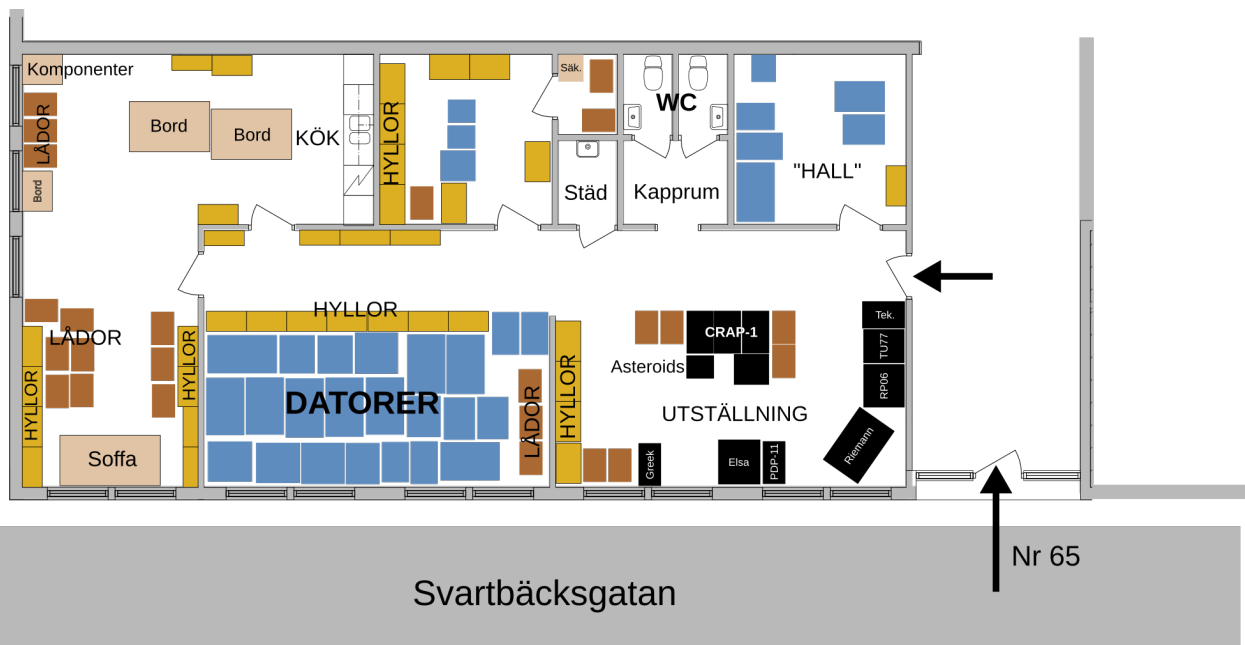 Komponenter
Säk.
WC
LÅDOR
Bord
Bord
KÖK
HYLLOR
"HALL"
Bord
Städ
Kapprum
HYLLOR
Tek.
LÅDOR
CRAP-1
TU77
HYLLOR
Asteroids
RP06
HYLLOR
DATORER
LÅDOR
HYLLOR
UTSTÄLLNING
Riemann
Soffa
Greek
Elsa
PDP-11
Nr 65
Svartbäcksgatan